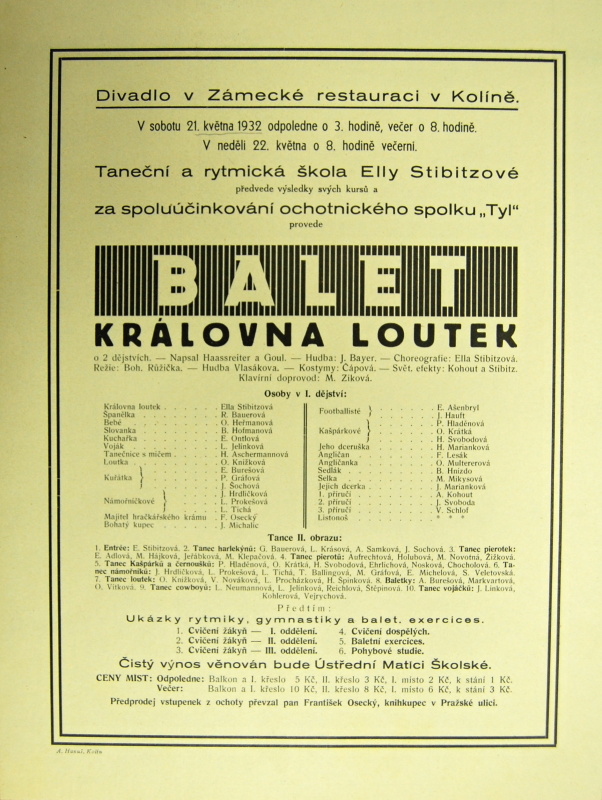 Divadlo v Zámecké restauraci v Kolíně.
V sobotu 21. května 1932 odpoledne o 3. hodině, večer o 8. hodině.
V neděli 22. května o 8. hodině večerni.
Taneční a rytmická škola Elly Stibitzové
předvede výsledky svých kursů a
za spoluúčinkování ochotnického spolku „Tyl“
provede
BALET
KRÁLOVNA LOUTEK
o 2 dějstvích. — Napsal Haassreiter a Goul. — Hudba: J. Bayer. — Choreografie: Ella Stibitzová.
Režie: Boh. Růžička. — Hudba Vlasákova. — Kostymy: Čápová. — Svět. efekty: Kohout a Stibitz.
Klavírní doprovod: M. Ziková.
Osoby v I. dějství:
Královna loutek . . . . . . Ella Stibitzová
Španělka . . . . . . R. Bauerová
Bebé . . . . . . O. Heřmanová
Slovanka . . . . . . B. Hofmanová
Kuchařka . . . . . . E. Ontlová
Voják . . . . . . L. Jelínková
Tanečnice s míčem . . . . . . H. Aschermannová
Loutka . . . . . . O. Knížková
Kuřátka } E. Burešová
P. Gráfová
J. Šochová
Námořníčkové } J. Hrdličková
L. Prokešová
L. Tichá
Majitel hračkářského krámu . F. Osecký
Bohatý kupec . . . . . . J. Michalic
Footballisté } E. Ašenbryl
J. Hauft
Kašpárkové } P. Hladěnová
O. Krátká
H. Svobodová
Jeho dceruška . . . . . . H. Marianková
Angličan . . . . . . F. Lesák
Angličanka . . . . . . O. Multererová
Sedlák . . . . . . B. Hnízdo
Selka . . . . . . M. Mikysová
Jejich dcerka . . . . . . J. Marianková
1. příručí . . . . . . A. Kohout
2. příručí . . . . . . J. Svoboda
3. příručí . . . . . . V. Schlof
Listonoš . . . . . . * * *
Tance II. obrazu:
1. Entrée: E. Stibitzová. 2. Tanec harlekýnů: G. Bauerová, L. Krásová, A. Samková, J. Sochová. 3. Tanec pierotek:
E. Adlová, M. Hájková, Jeřábková, M. Klepačová. 4. Tanec pierotů: Aufrechtová, Holubová, M. Novotná, Žižková.
5. Tanec Kašpárků a černoušků: P. Hladěnová, O. Krátká, H. Svobodová, Ehrlichová, Nosková, Chocholová. 6. Ta-
nec námořníků: J. Hrdličková, L. Prokešová, L. Tichá, T. Ballingová, M. Gráfová, E. Michelová, S. Veletovská.
7. Tanec loutek: O. Knížková, V. Nováková, L. Procházková, H. Spinková. 8. Baletky: A. Burešová, Markvartová,
O. Vítková. 9. Tanec cowboyů: L. Neumannová, L. Jelínková, Reichlová, Štěpinová. 10. Tanec vojáčků: J. Linková,
Kohlerová, Vejrychová.
Předtím:
Ukázky rytmiky, gymnastiky a balet. exercices.
1. Cvičení žákyň — I. oddělení.
2. Cvičení žákyň — II. oddělení.
3. Cvičení žákyň — III. oddělení.
4. Cvičení dospělých.
5. Baletní exercices.
6. Pohybové studie.
Čistý výnos věnován bude Ústřední Matici Školské.
CENY MÍST: Odpoledne: Balkon a I. křeslo 5 Kč, II. křeslo 3 Kč, I. místo 2 Kč, k stání 1 Kč.
Večer: Balkon a I. křeslo 10 Kč, II. křeslo 8 Kč, I. místo 6 Kč, k stání 3 Kč.
Předprodej vstupenek z ochoty převzal pan František Osecký, knihkupec v Pražské ulici.